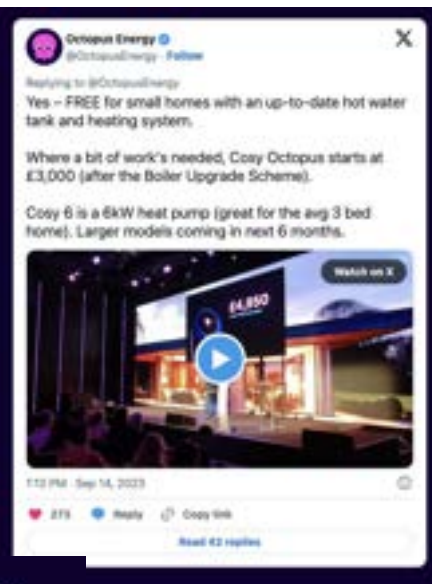 Octopus Energy
@OctopusEnergy · Follow
Replying to @OctopusEnergy
Yes – FREE for small homes with an up-to-date hot water
tank and heating system.
Where a bit of work's needed, Cosy Octopus starts at
£3,000 (after the Boiler Upgrade Scheme).
Cosy 6 is a 6kW heat pump (great for the avg 3 bed
home). Larger models coming in next 6 months.
Watch on X
£4,850
1:12 PM · Sep 14, 2023
273 Reply Copy link
Read 42 replies